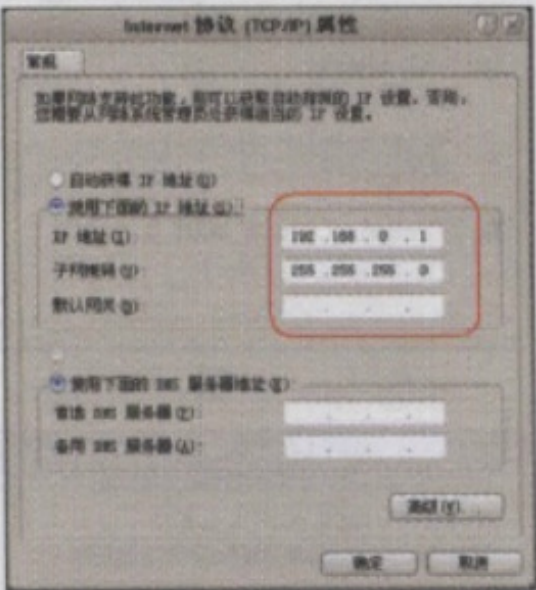 Internet 协议 (TCP/IP) 属性
常规
如果网络支持此功能，则可以获取自动指派的 IP 设置。否则，
您需要从网络系统管理员处获得适当的 IP 设置。
自动获得 IP 地址(O)
使用下面的 IP 地址(S):
IP 地址(I):
192 .168 . 0 . 1
子网掩码(U):
255 .255 .255 . 0
默认网关(D):
使用下面的 DNS 服务器地址(E):
首选 DNS 服务器(P):
备用 DNS 服务器(A):
高级(V)...
确定
取消